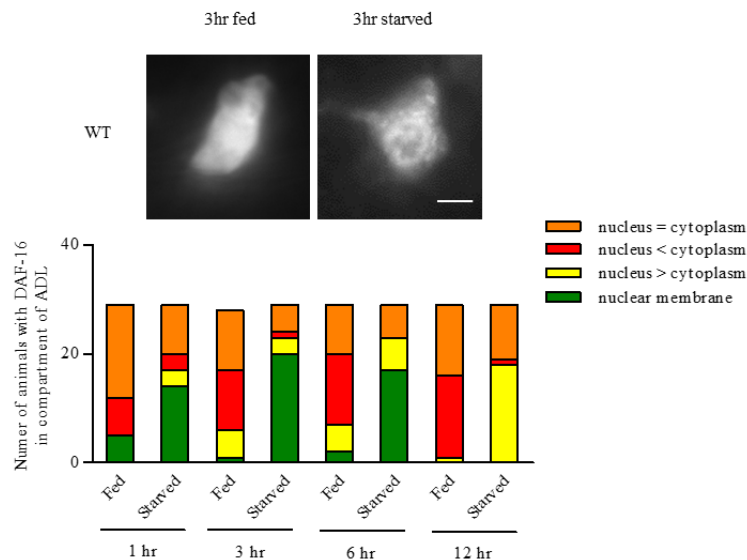 3hr fed
3hr starved
WT
nucleus = cytoplasm
nucleus < cytoplasm
nucleus > cytoplasm
nuclear membrane
Numer of animals with DAF-16
in compartment of ADL
40
20
0
Fed
Starved
Fed
Starved
Fed
Starved
Fed
Starved
1 hr
3 hr
6 hr
12 hr